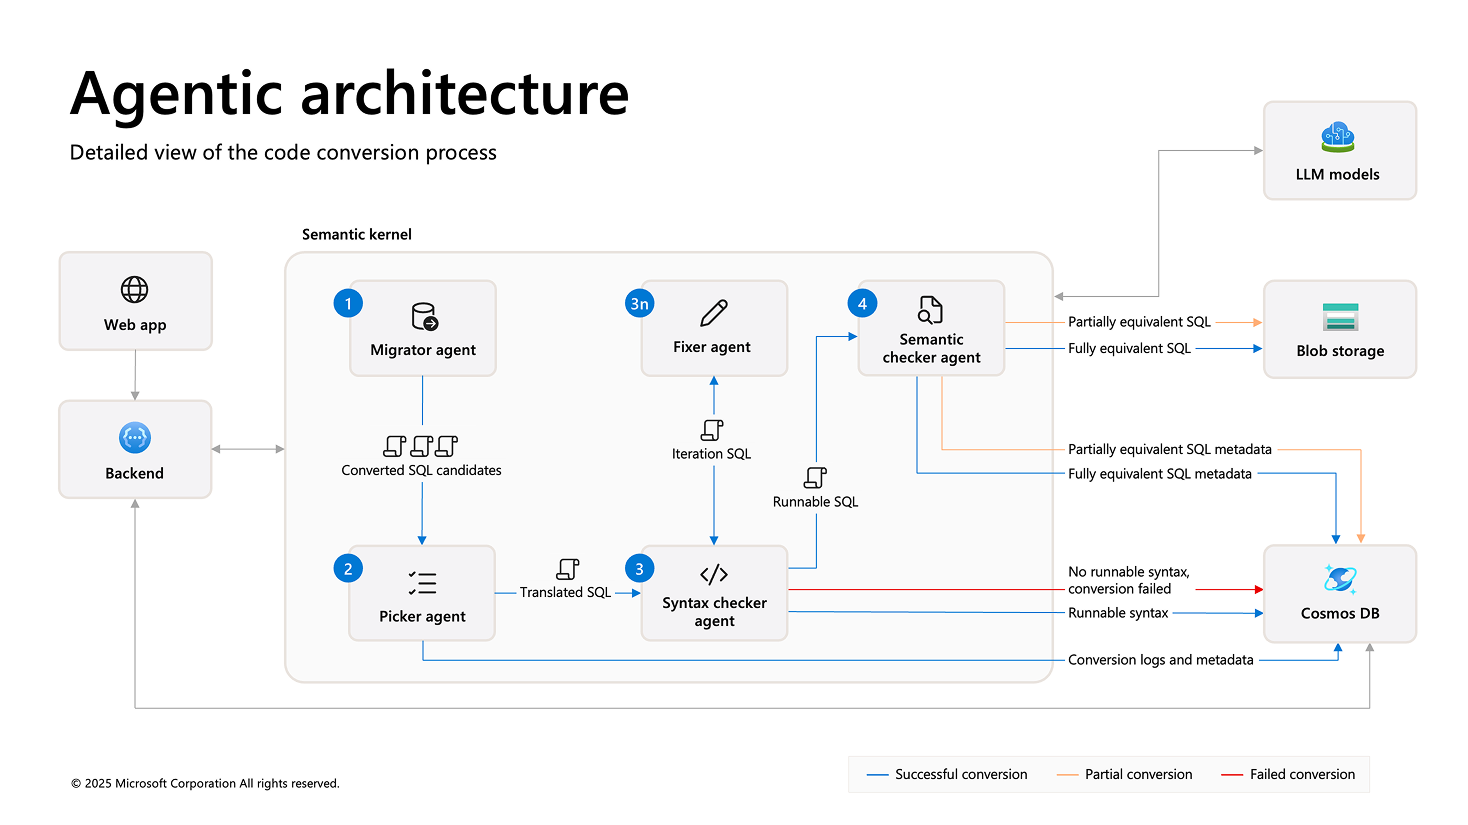 Agentic architecture
Detailed view of the code conversion process
LLM models
Semantic kernel
Web app
1
Migrator agent
3n
Fixer agent
4
Semantic
checker agent
Partially equivalent SQL
Fully equivalent SQL
Blob storage
Backend
Converted SQL candidates
Iteration SQL
Runnable SQL
Partially equivalent SQL metadata
Fully equivalent SQL metadata
2
Picker agent
Translated SQL
3
Syntax checker
agent
No runnable syntax,
conversion failed
Runnable syntax
Cosmos DB
Conversion logs and metadata
© 2025 Microsoft Corporation All rights reserved.
Successful conversion
Partial conversion
Failed conversion